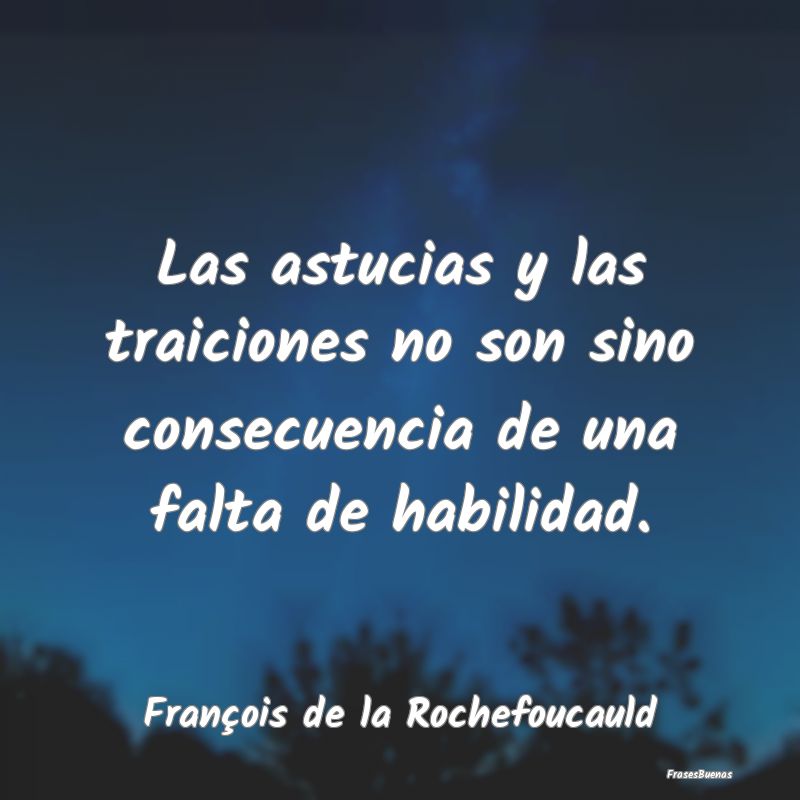 Las astucias y las
traiciones no son sino
consecuencia de una
falta de habilidad.
François de la Rochefoucauld
FrasesBuenas